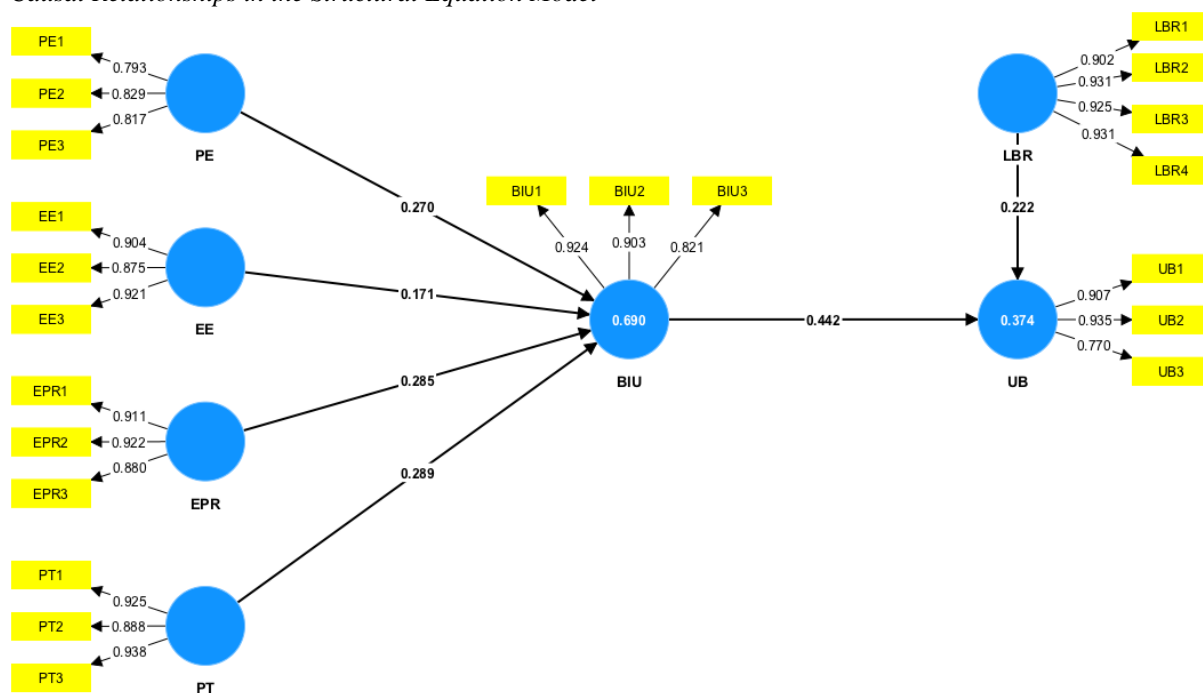 Causal Relationships in the Structural Equation Model
PE1
PE2
PE3
0.793
0.829
0.817
PE
0.270
EE1
EE2
EE3
0.904
0.875
0.921
EE
0.171
EPR1
EPR2
EPR3
0.911
0.922
0.880
EPR
0.285
PT1
PT2
PT3
0.925
0.888
0.938
PT
0.289
BIU1
BIU2
BIU3
0.924
0.903
0.821
0.690
BIU
0.442
LBR1
LBR2
LBR3
LBR4
0.902
0.931
0.925
0.931
LBR
0.222
UB1
UB2
UB3
0.907
0.935
0.770
0.374
UB